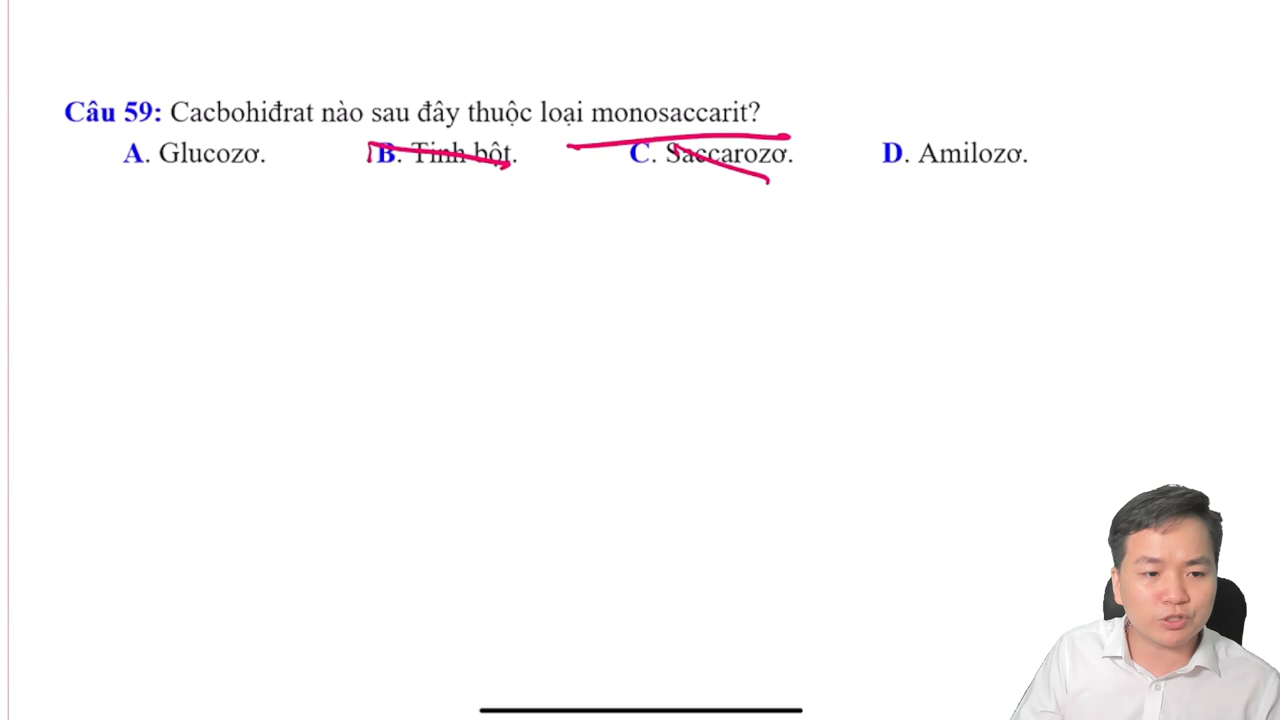 Câu 59: Cacbohiđrat nào sau đây thuộc loại monosaccarit?
A. Glucozơ. B. Tinh bột. C. Saccarozơ. D. Amilozơ.